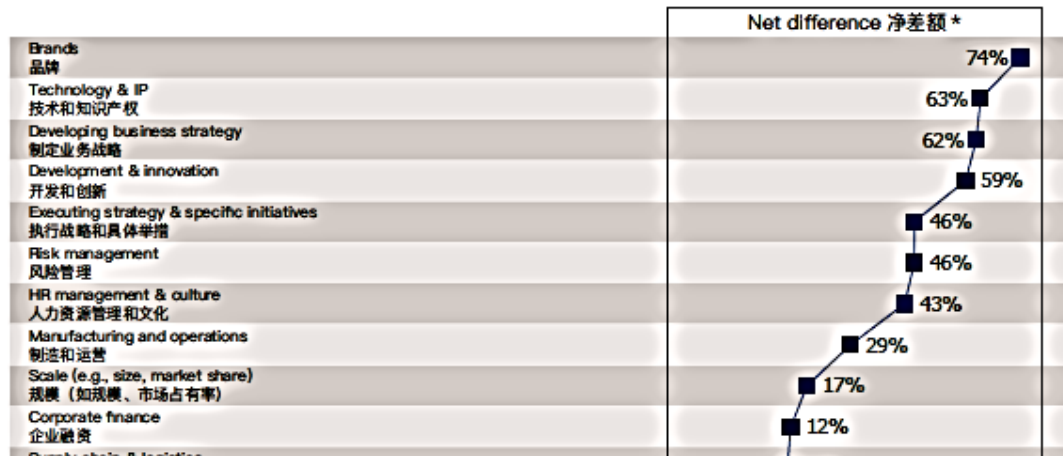 Net difference 净差额 *
Brands
品牌
74%
Technology & IP
技术和知识产权
63%
Developing business strategy
制定业务战略
62%
Development & innovation
开发和创新
59%
Executing strategy & specific initiatives
执行战略和具体举措
46%
Risk management
风险管理
46%
HR management & culture
人力资源管理和文化
43%
Manufacturing and operations
制造和运营
29%
Scale (e.g., size, market share)
规模（如规模、市场占有率）
17%
Corporate finance
企业融资
12%